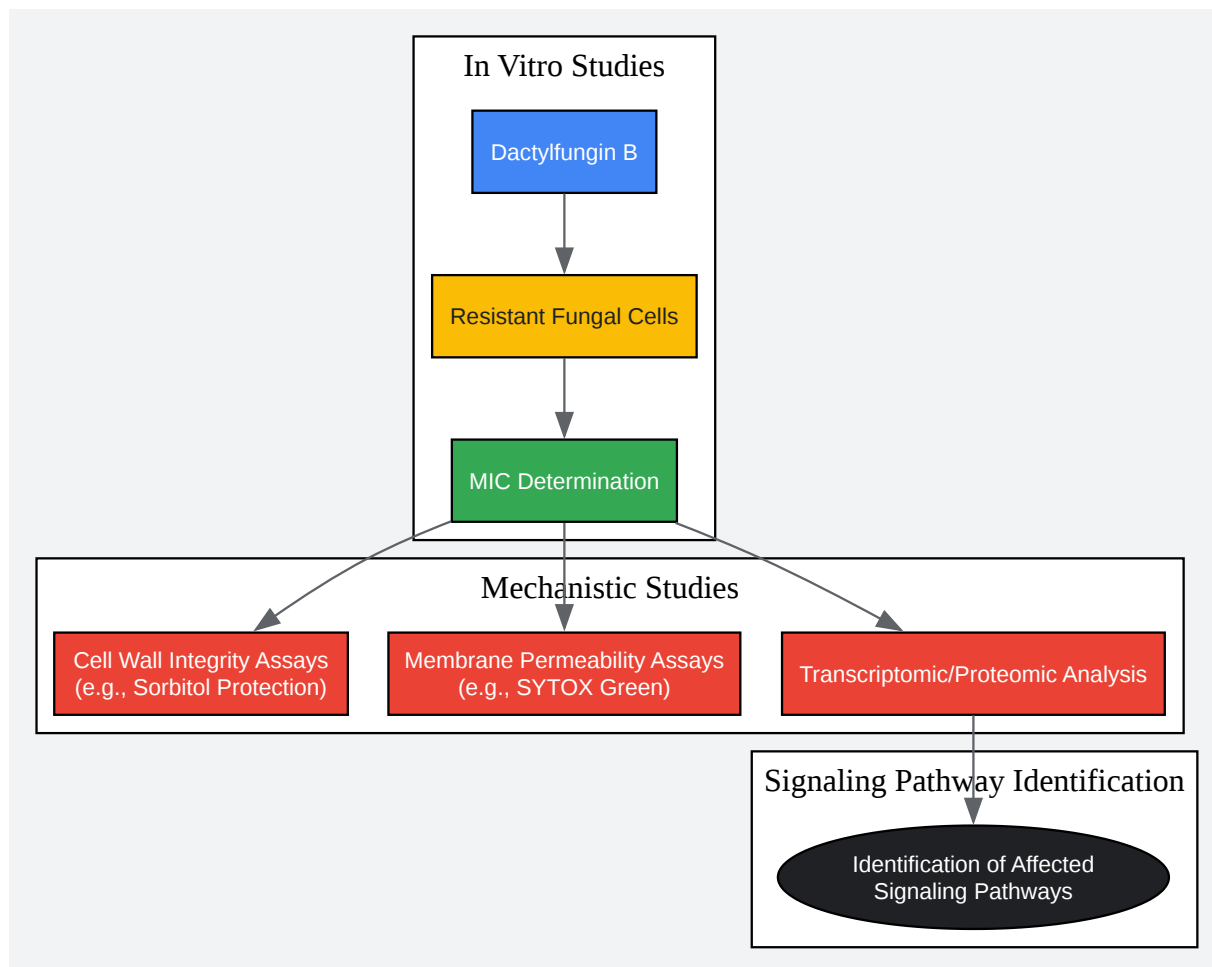 In Vitro Studies
Dactylfungin B
Resistant Fungal Cells
MIC Determination
Mechanistic Studies
Cell Wall Integrity Assays
(e.g., Sorbitol Protection)
Membrane Permeability Assays
(e.g., SYTOX Green)
Transcriptomic/Proteomic Analysis
Signaling Pathway Identification
Identification of Affected
Signaling Pathways